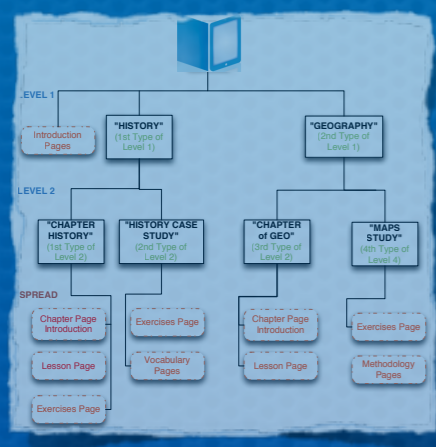 LEVEL 1
Introduction
Pages
"HISTORY"
(1st Type of
Level 1)
"GEOGRAPHY"
(2nd Type of
Level 1)
LEVEL 2
"CHAPTER
HISTORY"
(1st Type of
Level 2)
"HISTORY CASE
STUDY"
(2nd Type of
Level 2)
"CHAPTER
of GEO"
(3rd Type of
Level 2)
"MAPS
STUDY"
(4th Type of
Level 4)
SPREAD
Chapter Page
Introduction
Exercises Page
Chapter Page
Introduction
Exercises Page
Lesson Page
Vocabulary
Pages
Lesson Page
Methodology
Pages
Exercises Page